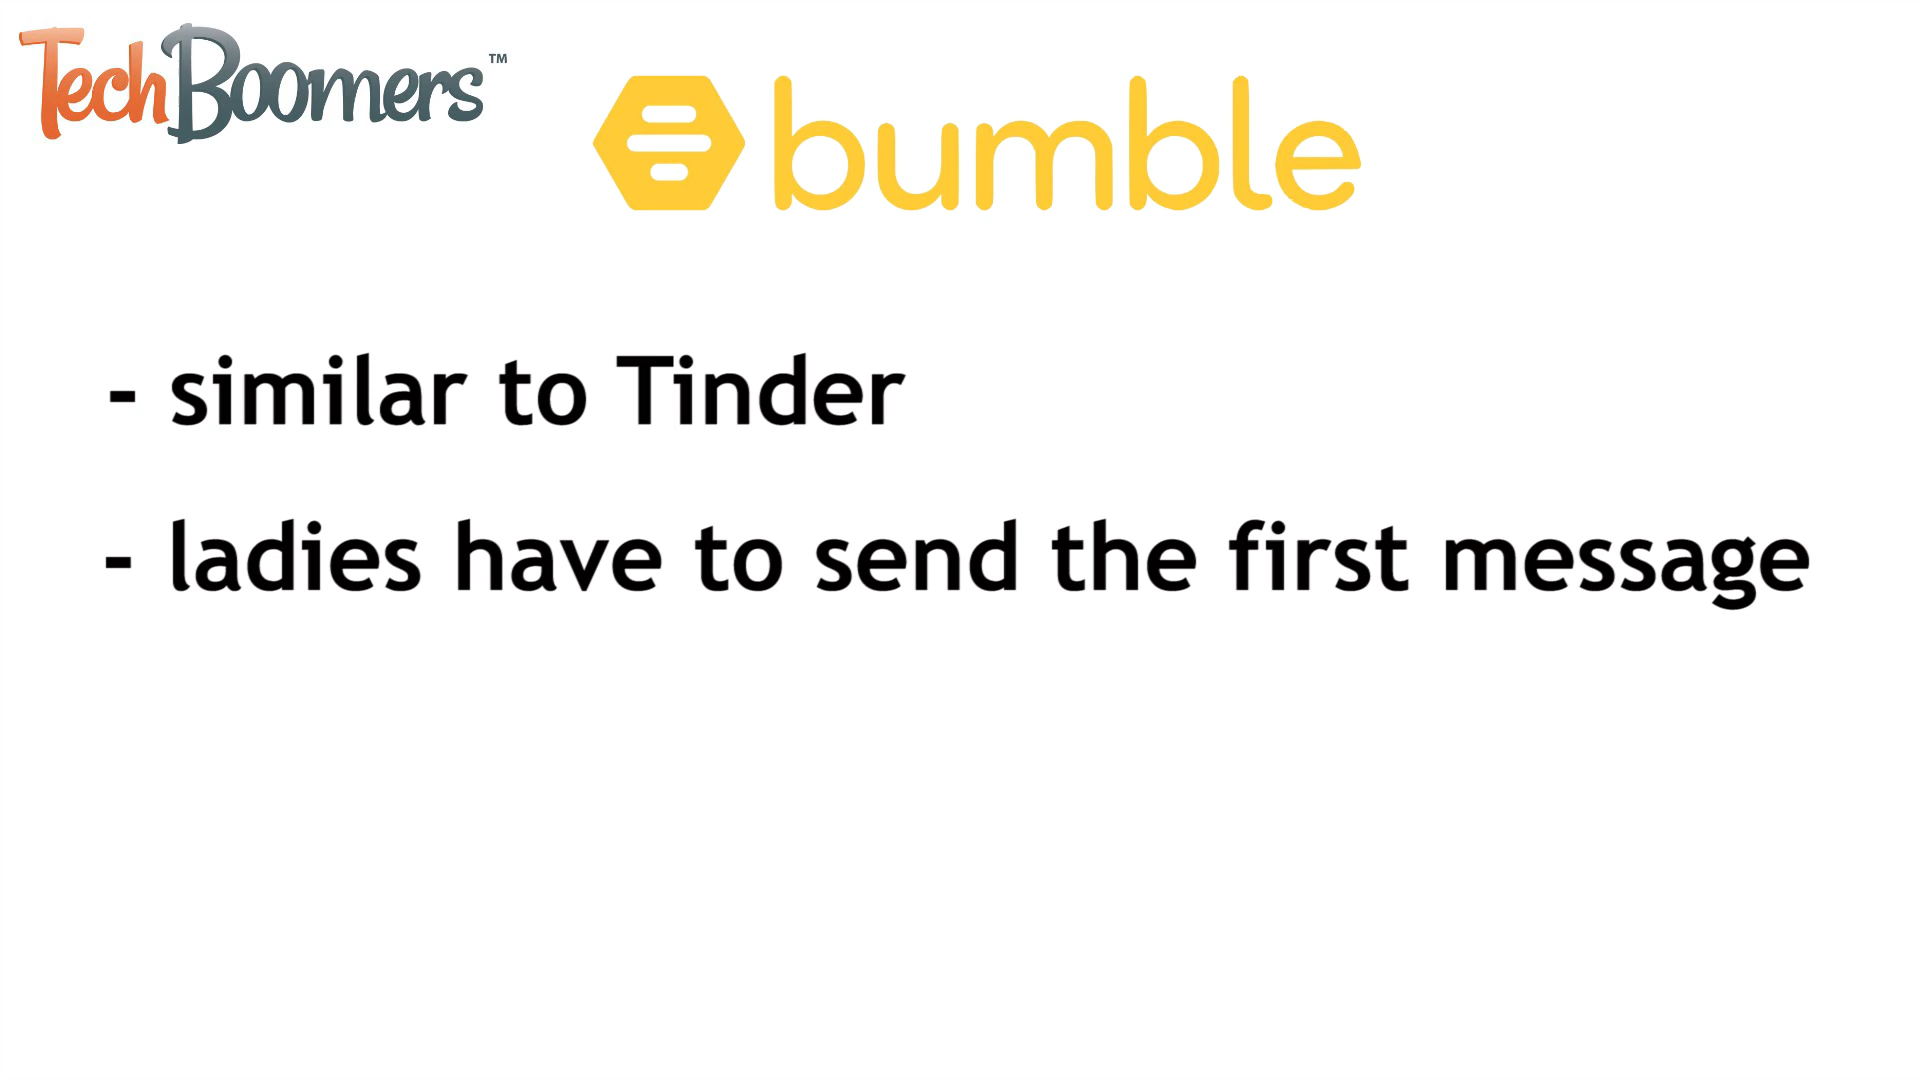 TechBoomers™
bumble
- similar to Tinder
- ladies have to send the first message